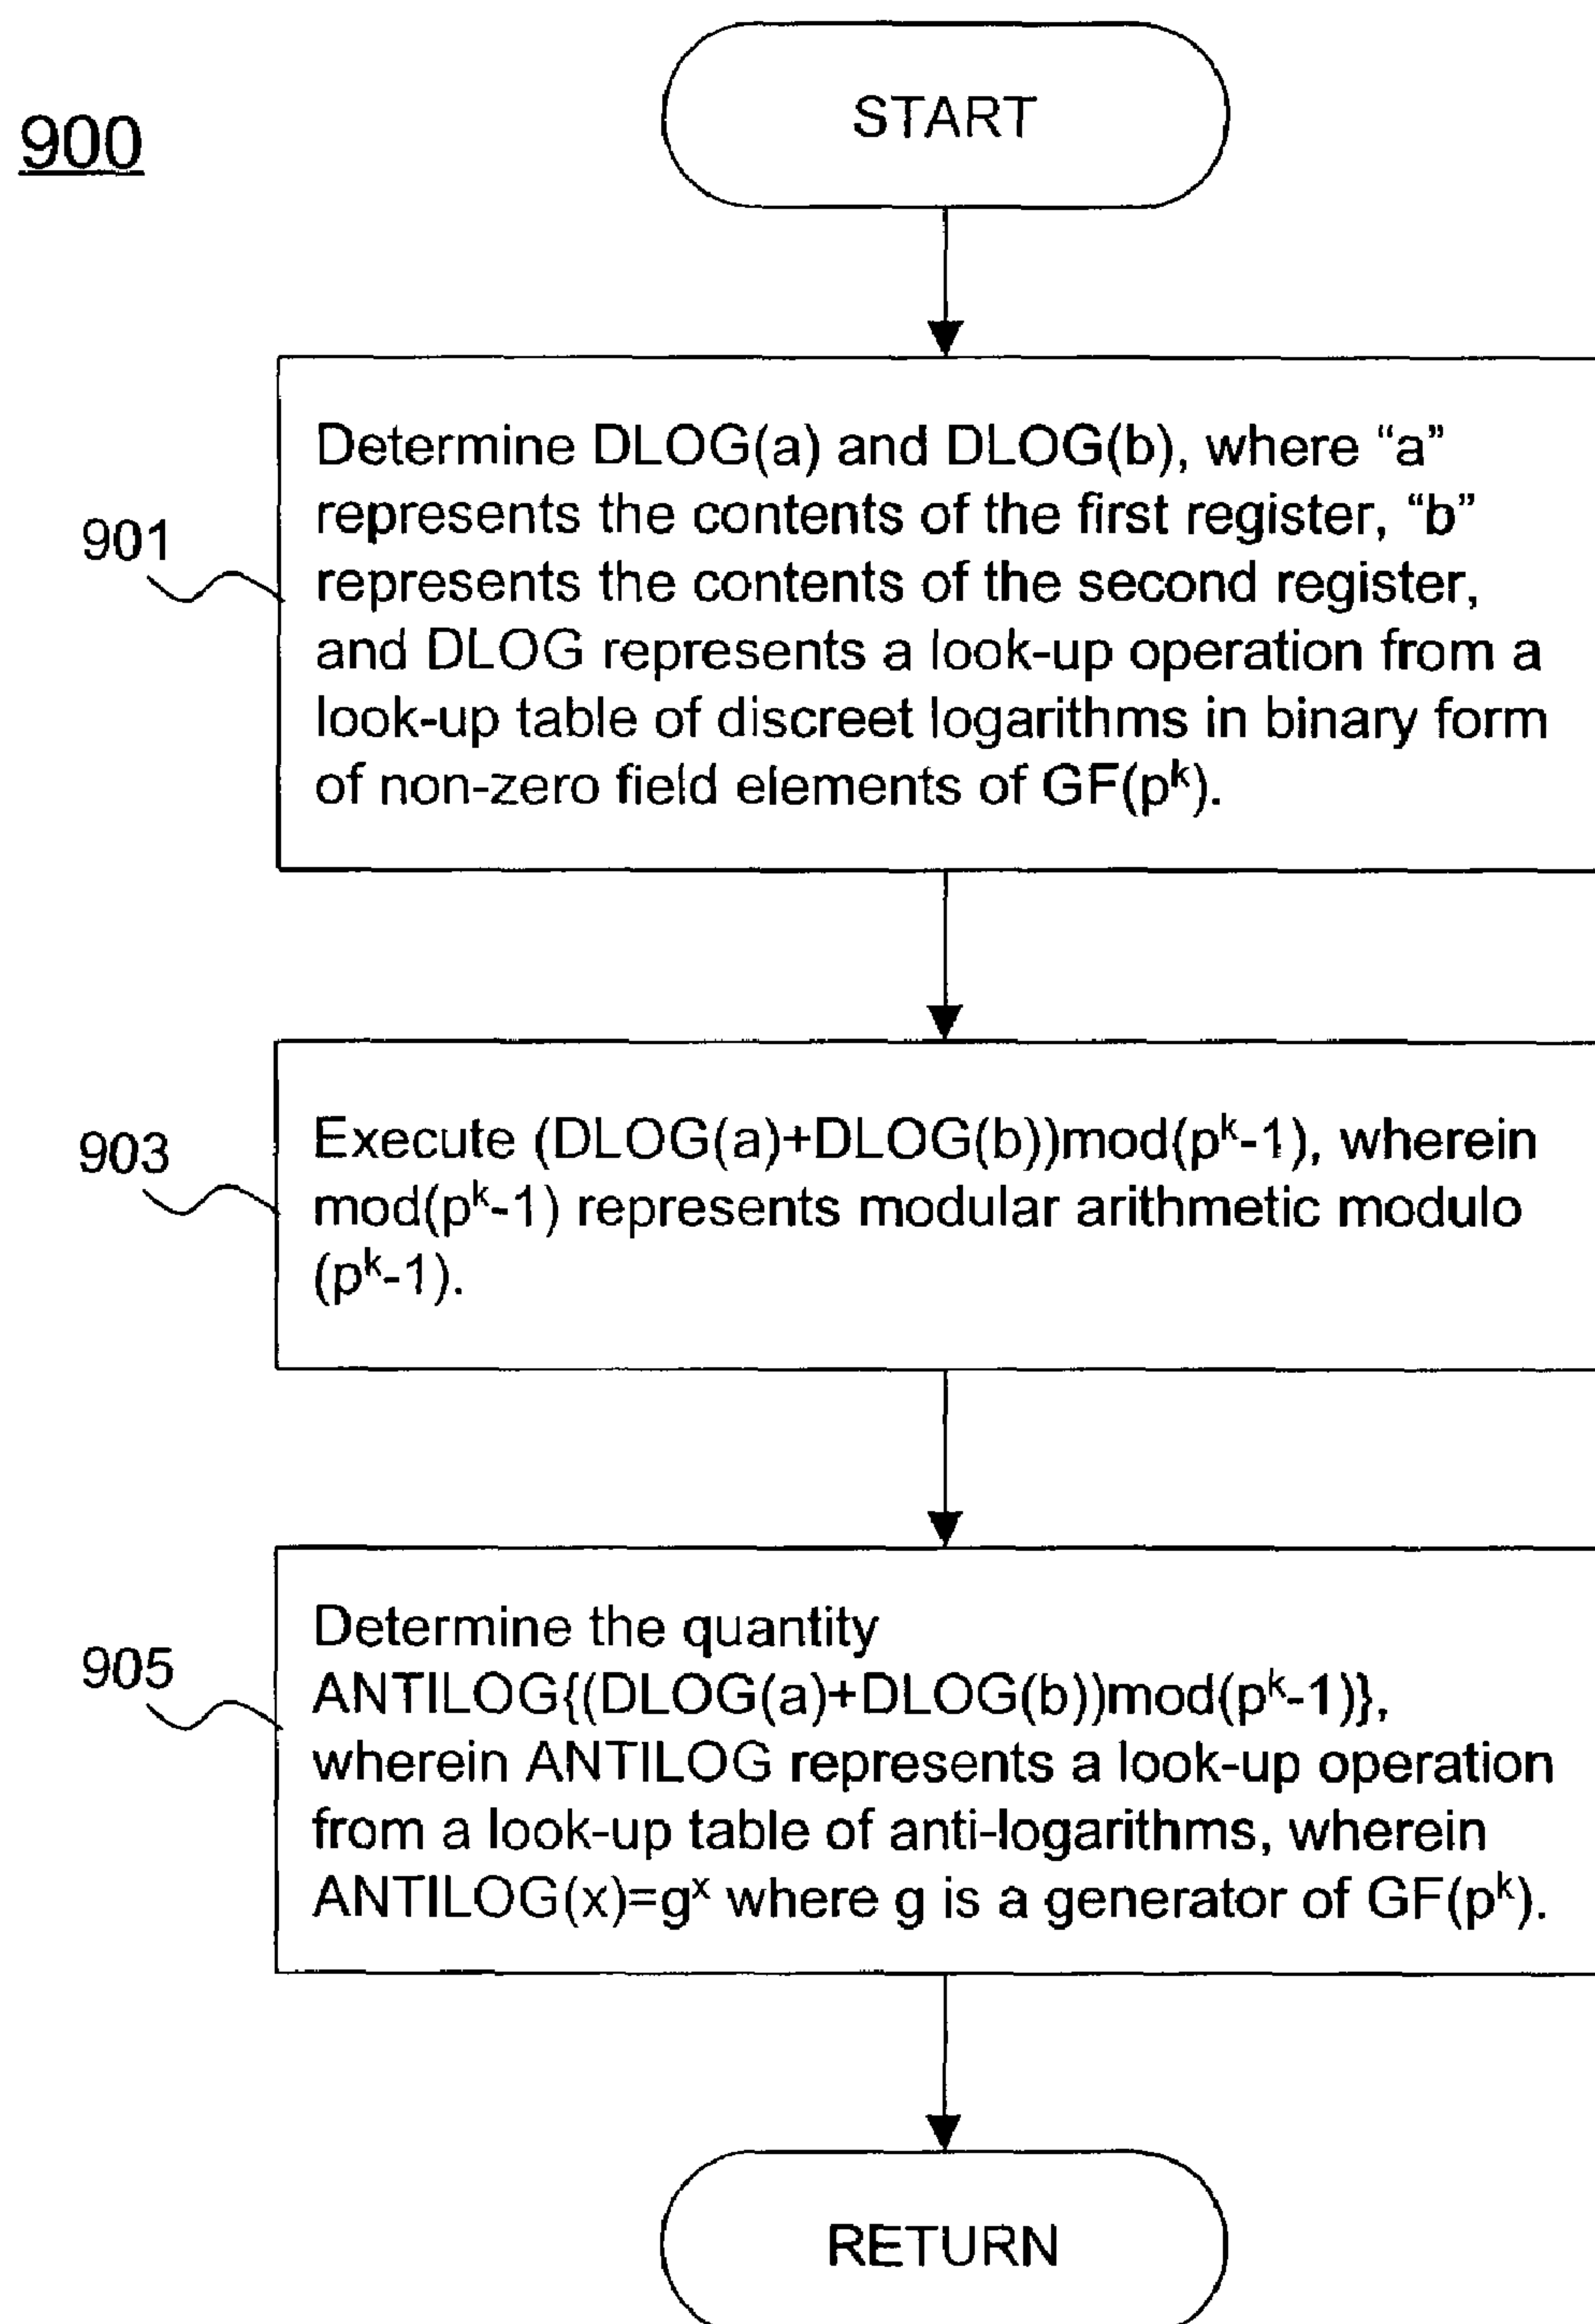 900
START
901
Determine DLOG(a) and DLOG(b), where “a”
represents the contents of the first register, “b”
represents the contents of the second register,
and DLOG represents a look-up operation from a
look-up table of discreet logarithms in binary form
of non-zero field elements of GF(pᵏ).
903
Execute (DLOG(a)+DLOG(b))mod(pᵏ-1), wherein
mod(pᵏ-1) represents modular arithmetic modulo
(pᵏ-1).
905
Determine the quantity
ANTILOG{(DLOG(a)+DLOG(b))mod(pᵏ-1)},
wherein ANTILOG represents a look-up operation
from a look-up table of anti-logarithms, wherein
ANTILOG(x)=gˣ where g is a generator of GF(pᵏ).
RETURN